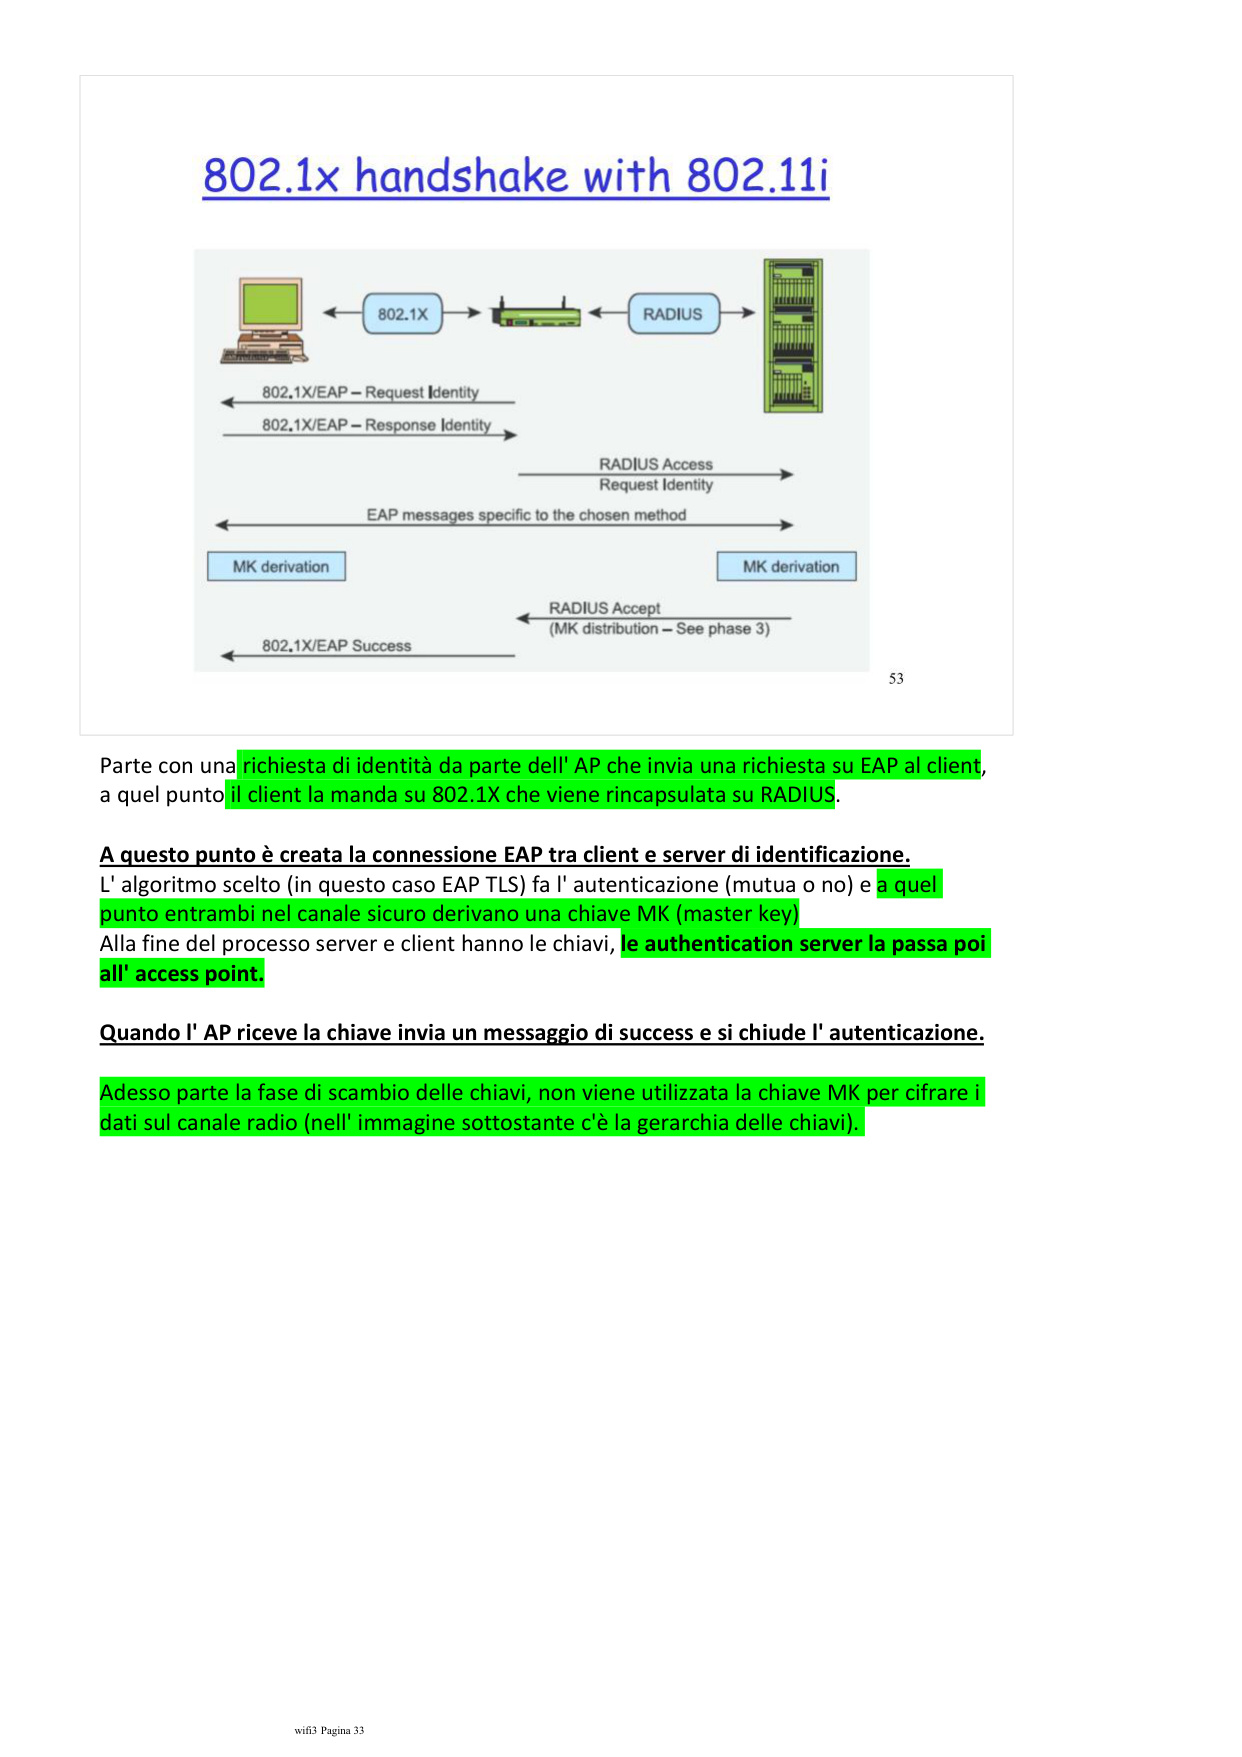 802.1x handshake with 802.11i
802.1X
RADIUS
802.1X/EAP – Request Identity
802.1X/EAP – Response Identity
RADIUS Access
Request Identity
EAP messages specific to the chosen method
MK derivation
MK derivation
RADIUS Accept
(MK distribution – See phase 3)
802.1X/EAP Success
53
Parte con una richiesta di identità da parte dell' AP che invia una richiesta su EAP al client,
a quel punto il client la manda su 802.1X che viene rincapsulata su RADIUS.
A questo punto è creata la connessione EAP tra client e server di identificazione.
L' algoritmo scelto (in questo caso EAP TLS) fa l' autenticazione (mutua o no) e a quel
punto entrambi nel canale sicuro derivano una chiave MK (master key)
Alla fine del processo server e client hanno le chiavi, le authentication server la passa poi
all' access point.
Quando l' AP riceve la chiave invia un messaggio di success e si chiude l' autenticazione.
Adesso parte la fase di scambio delle chiavi, non viene utilizzata la chiave MK per cifrare i
dati sul canale radio (nell' immagine sottostante c'è la gerarchia delle chiavi).
wifi3 Pagina 33